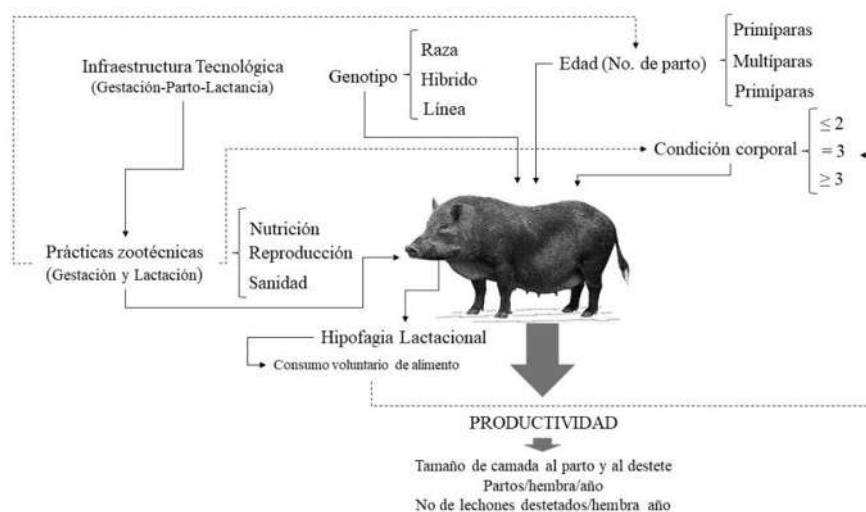 Infraestructura Tecnológica
(Gestación-Parto-Lactancia)
Genotipo
Raza
Hibrido
Línea
Edad (No. de parto)
Primíparas
Multíparas
Primíparas
Condición corporal
≤ 2
= 3
≥ 3
Prácticas zootécnicas
(Gestación y Lactación)
Nutrición
Reproducción
Sanidad
Hipofagia Lactacional
Consumo voluntario de alimento
PRODUCTIVIDAD
Tamaño de camada al parto y al destete
Partos/hembra/año
No de lechones destetados/hembra año